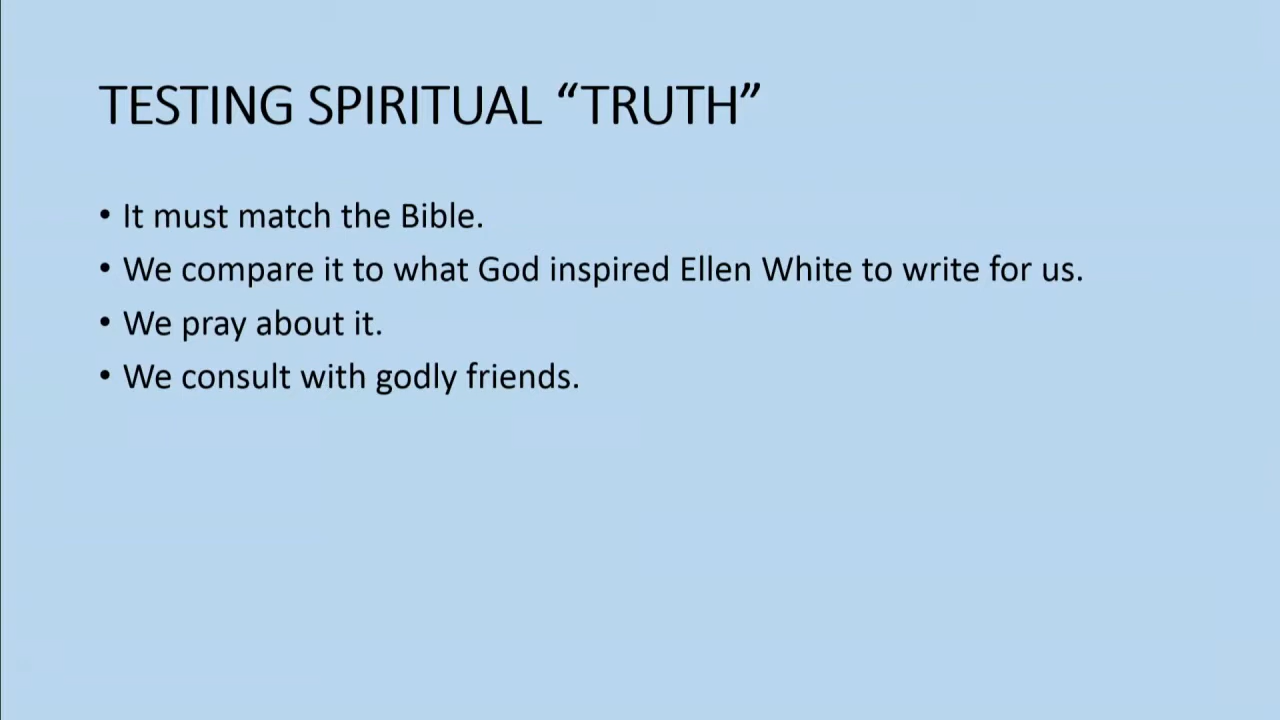 TESTING SPIRITUAL “TRUTH”
• It must match the Bible.
• We compare it to what God inspired Ellen White to write for us.
• We pray about it.
• We consult with godly friends.